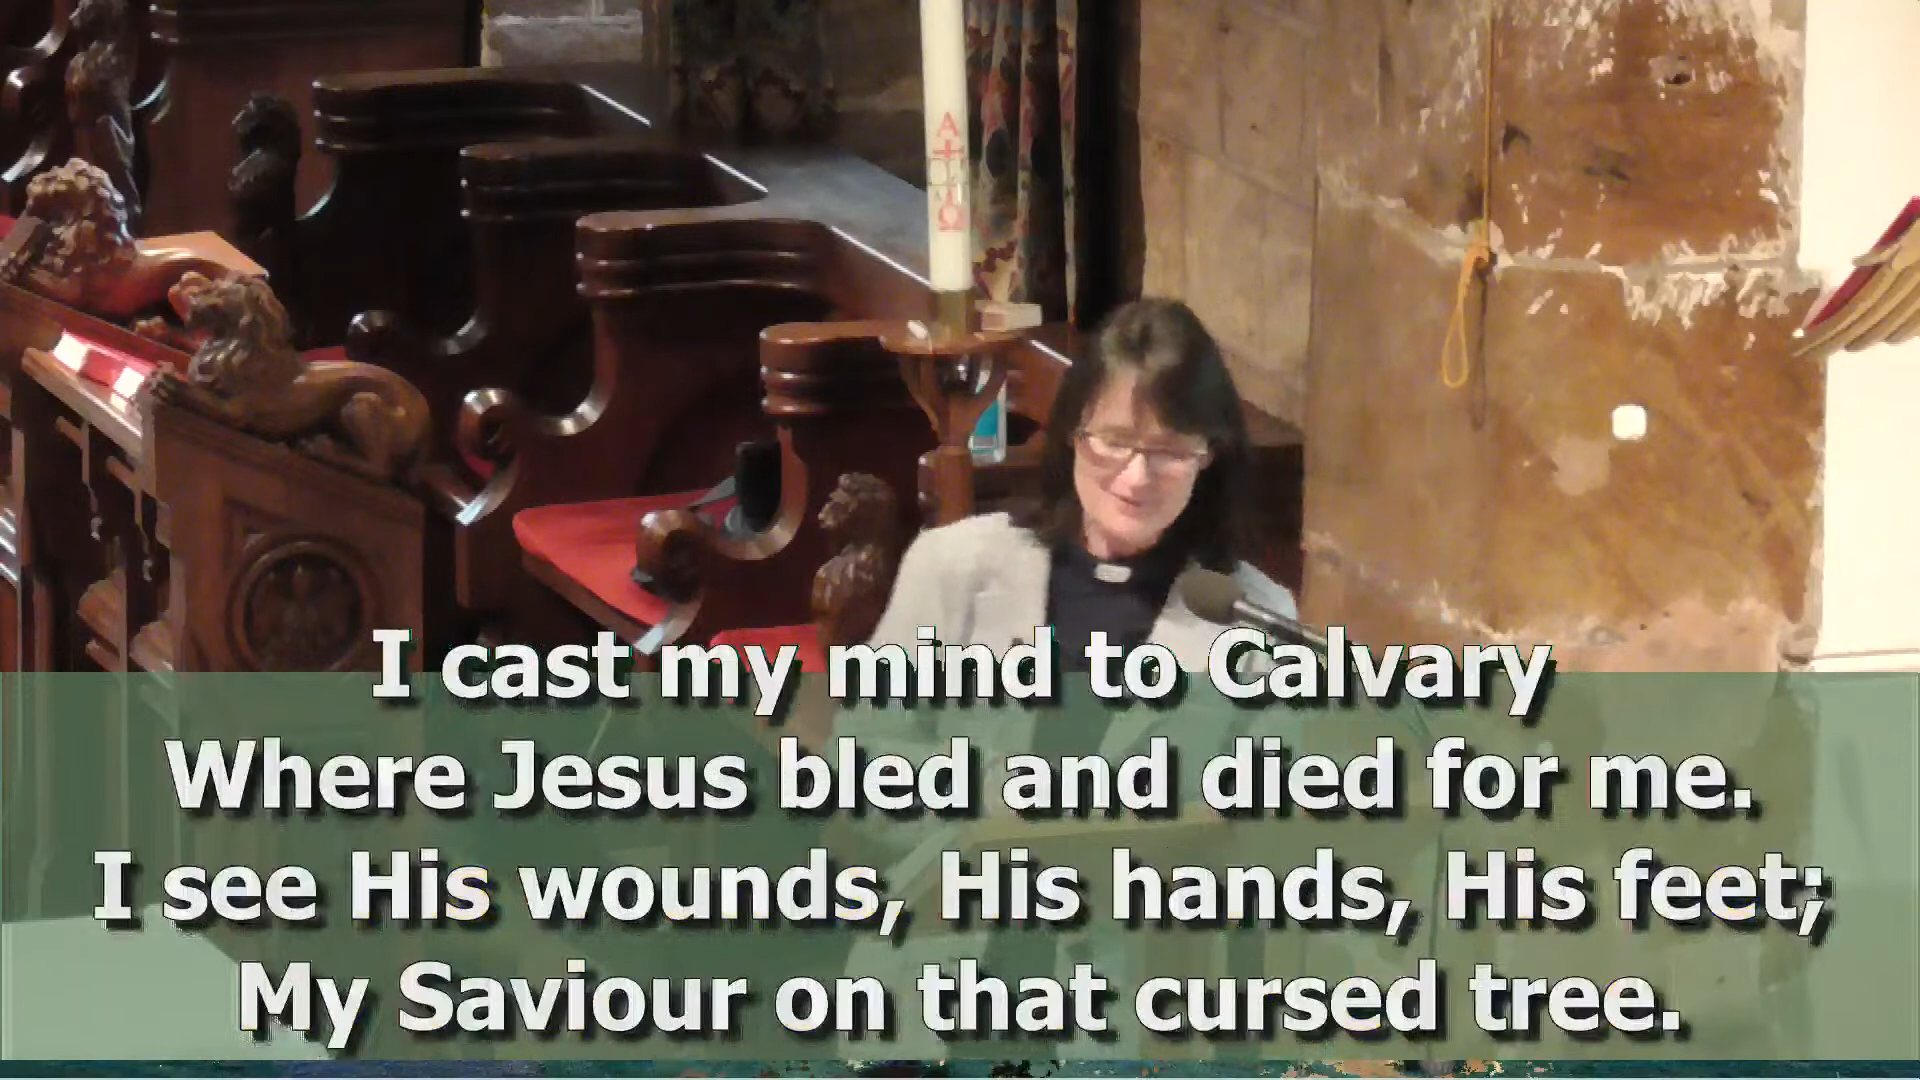 Α
Ω
I cast my mind to Calvary
Where Jesus bled and died for me.
I see His wounds, His hands, His feet;
My Saviour on that cursed tree.